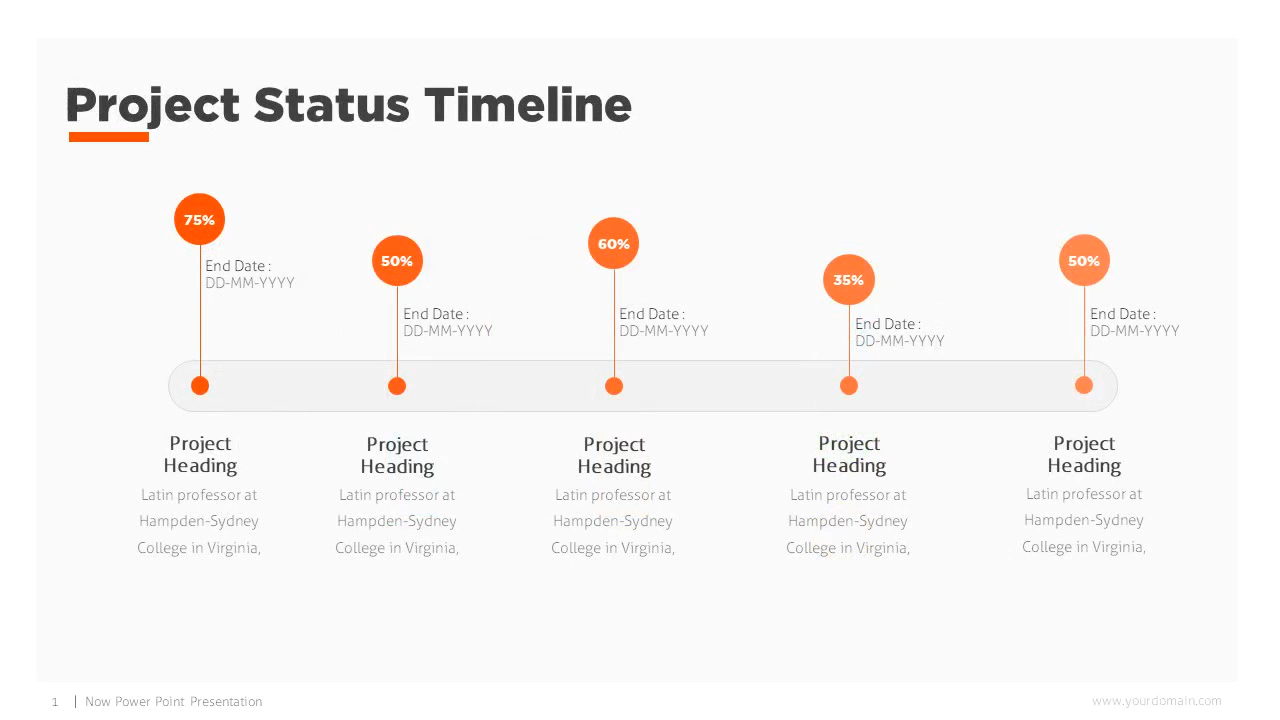 Project Status Timeline
75%
End Date :
DD-MM-YYYY
50%
End Date :
DD-MM-YYYY
60%
End Date :
DD-MM-YYYY
35%
End Date :
DD-MM-YYYY
50%
End Date :
DD-MM-YYYY
Project
Heading
Latin professor at
Hampden-Sydney
College in Virginia,
Project
Heading
Latin professor at
Hampden-Sydney
College in Virginia,
Project
Heading
Latin professor at
Hampden-Sydney
College in Virginia,
Project
Heading
Latin professor at
Hampden-Sydney
College in Virginia,
Project
Heading
Latin professor at
Hampden-Sydney
College in Virginia,
1 | Now Power Point Presentation
www.yourdomain.com